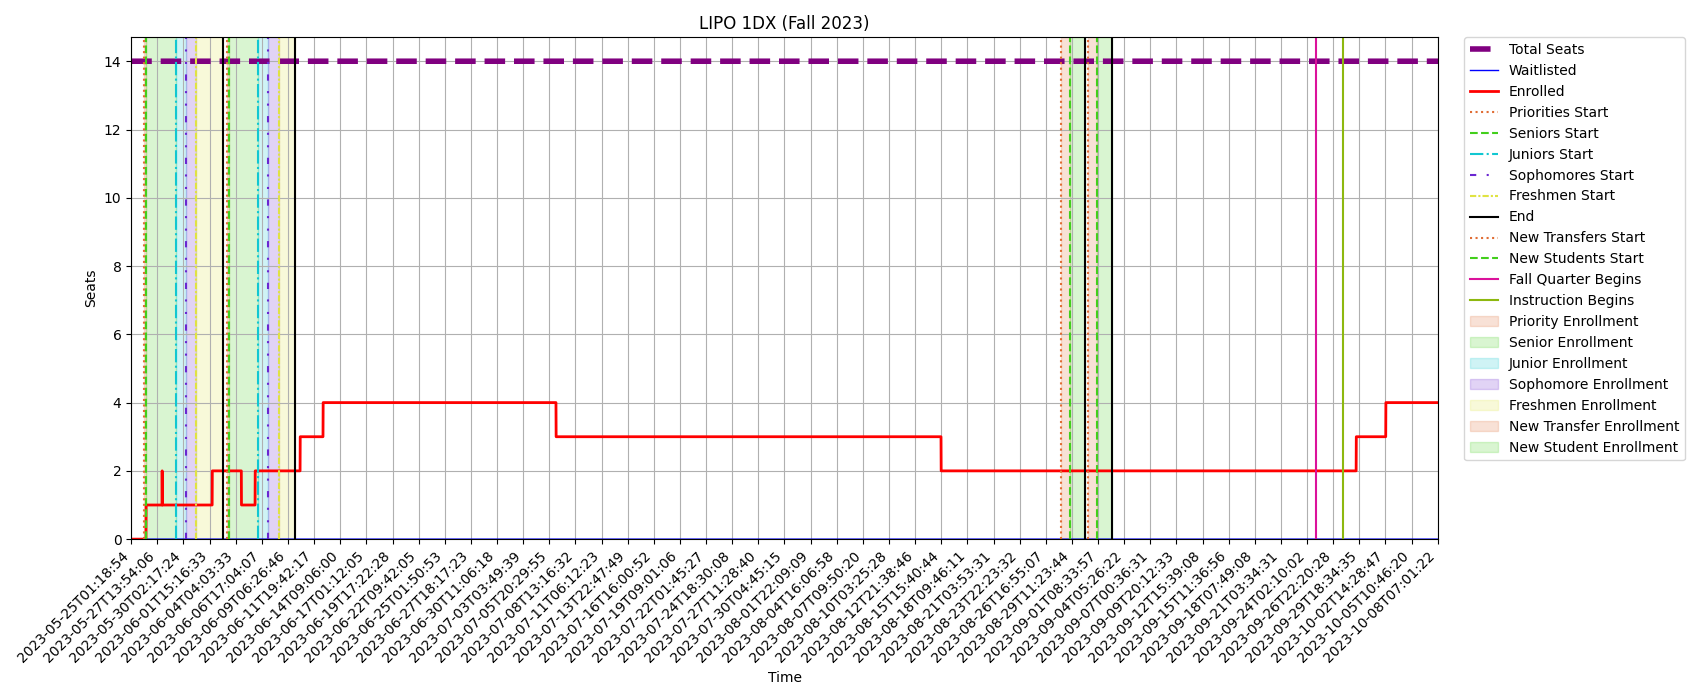 LIPO 1DX (Fall 2023)
Seats
14
12
10
8
6
4
2
0
2023-05-25T01:18:54
2023-05-27T13:54:06
2023-05-30T02:17:24
2023-06-01T15:16:33
2023-06-04T04:03:33
2023-06-06T17:04:07
2023-06-09T06:26:46
2023-06-11T19:42:17
2023-06-14T09:06:00
2023-06-17T01:12:05
2023-06-19T17:22:28
2023-06-22T09:42:05
2023-06-25T01:50:53
2023-06-27T18:17:23
2023-06-30T11:06:18
2023-07-03T03:49:39
2023-07-05T20:29:55
2023-07-08T13:16:32
2023-07-11T06:12:23
2023-07-13T22:47:49
2023-07-16T16:00:52
2023-07-19T09:01:06
2023-07-22T01:45:27
2023-07-24T18:30:08
2023-07-27T11:28:40
2023-07-30T04:45:15
2023-08-01T22:09:09
2023-08-04T16:06:58
2023-08-07T09:50:20
2023-08-10T03:25:28
2023-08-12T21:38:46
2023-08-15T15:40:44
2023-08-18T09:46:11
2023-08-21T03:53:31
2023-08-23T22:23:32
2023-08-26T16:55:07
2023-08-29T11:23:44
2023-09-01T08:33:57
2023-09-04T05:26:22
2023-09-07T00:36:31
2023-09-09T20:12:33
2023-09-12T15:39:08
2023-09-15T11:36:56
2023-09-18T07:49:08
2023-09-21T03:34:31
2023-09-24T02:10:02
2023-09-26T22:20:28
2023-09-29T18:34:35
2023-10-02T14:28:47
2023-10-05T10:46:20
2023-10-08T07:01:22
Time
Total Seats
Waitlisted
Enrolled
Priorities Start
Seniors Start
Juniors Start
Sophomores Start
Freshmen Start
End
New Transfers Start
New Students Start
Fall Quarter Begins
Instruction Begins
Priority Enrollment
Senior Enrollment
Junior Enrollment
Sophomore Enrollment
Freshmen Enrollment
New Transfer Enrollment
New Student Enrollment